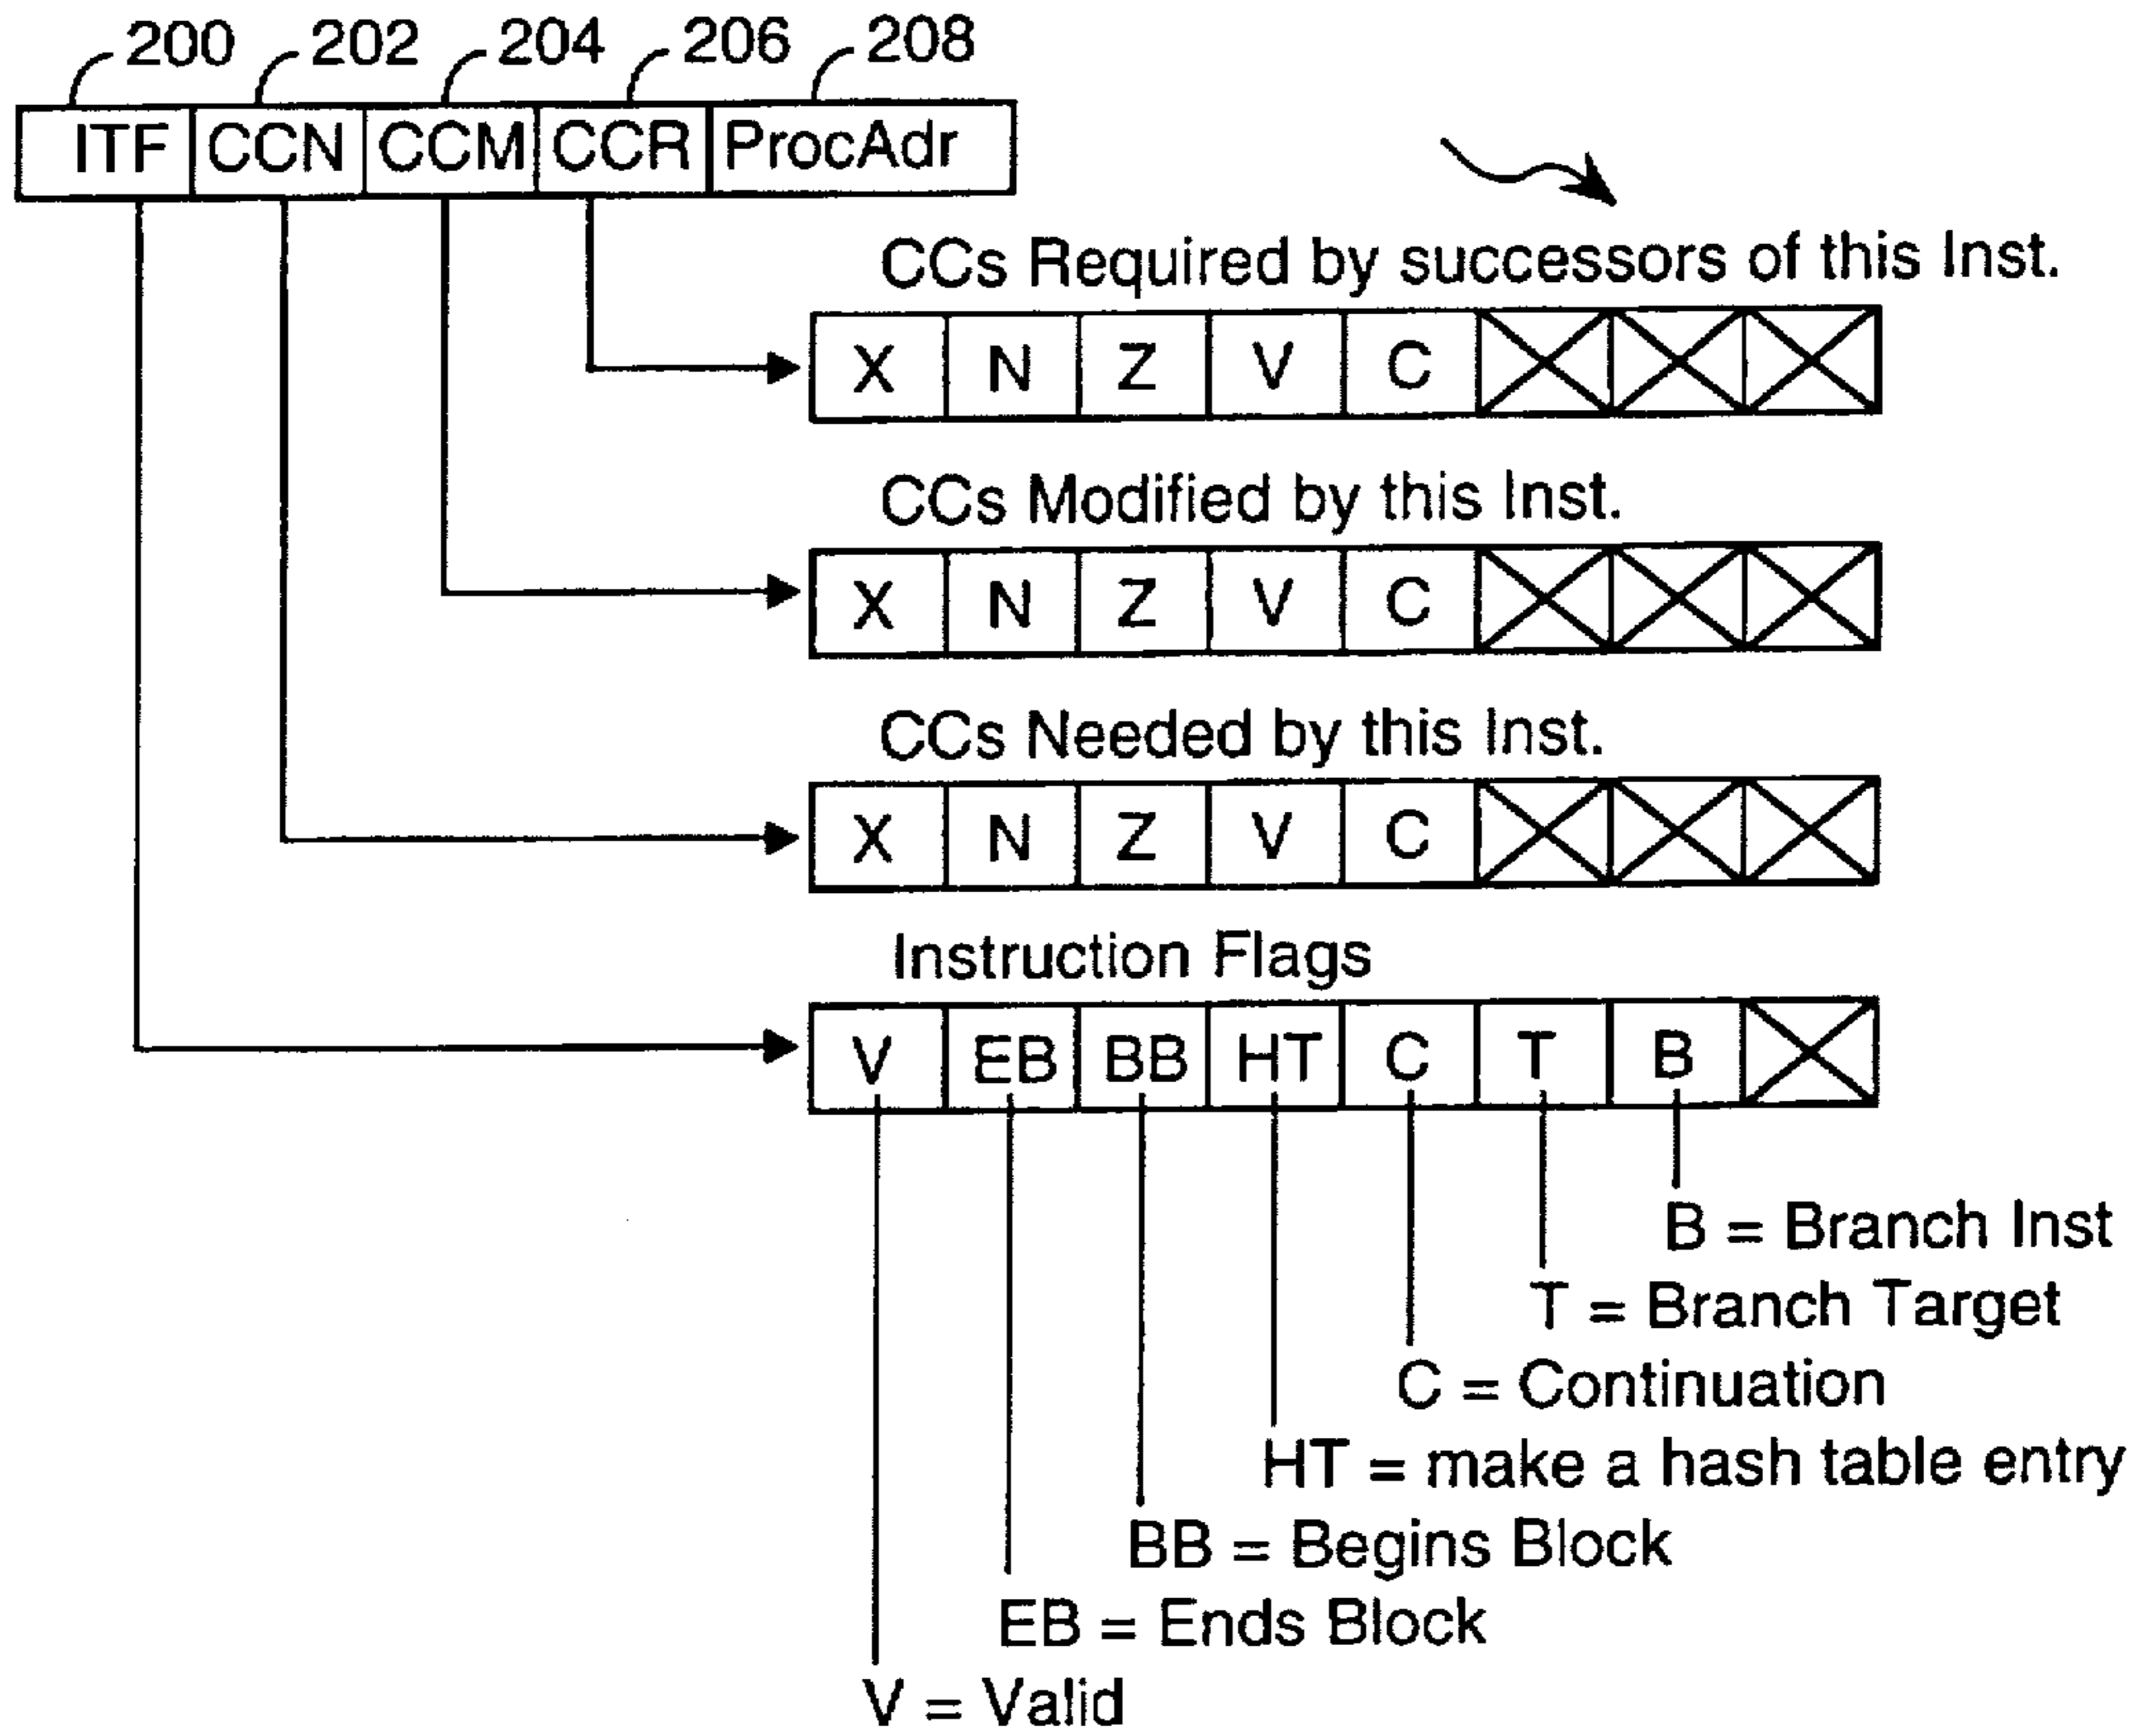 200 202 204 206 208
ITF CCN CCM CCR ProcAdr
CCs Required by successors of this Inst.
X N Z V C
CCs Modified by this Inst.
X N Z V C
CCs Needed by this Inst.
X N Z V C
Instruction Flags
V EB BB HT C T B
B = Branch Inst
T = Branch Target
C = Continuation
HT = make a hash table entry
BB = Begins Block
EB = Ends Block
V = Valid